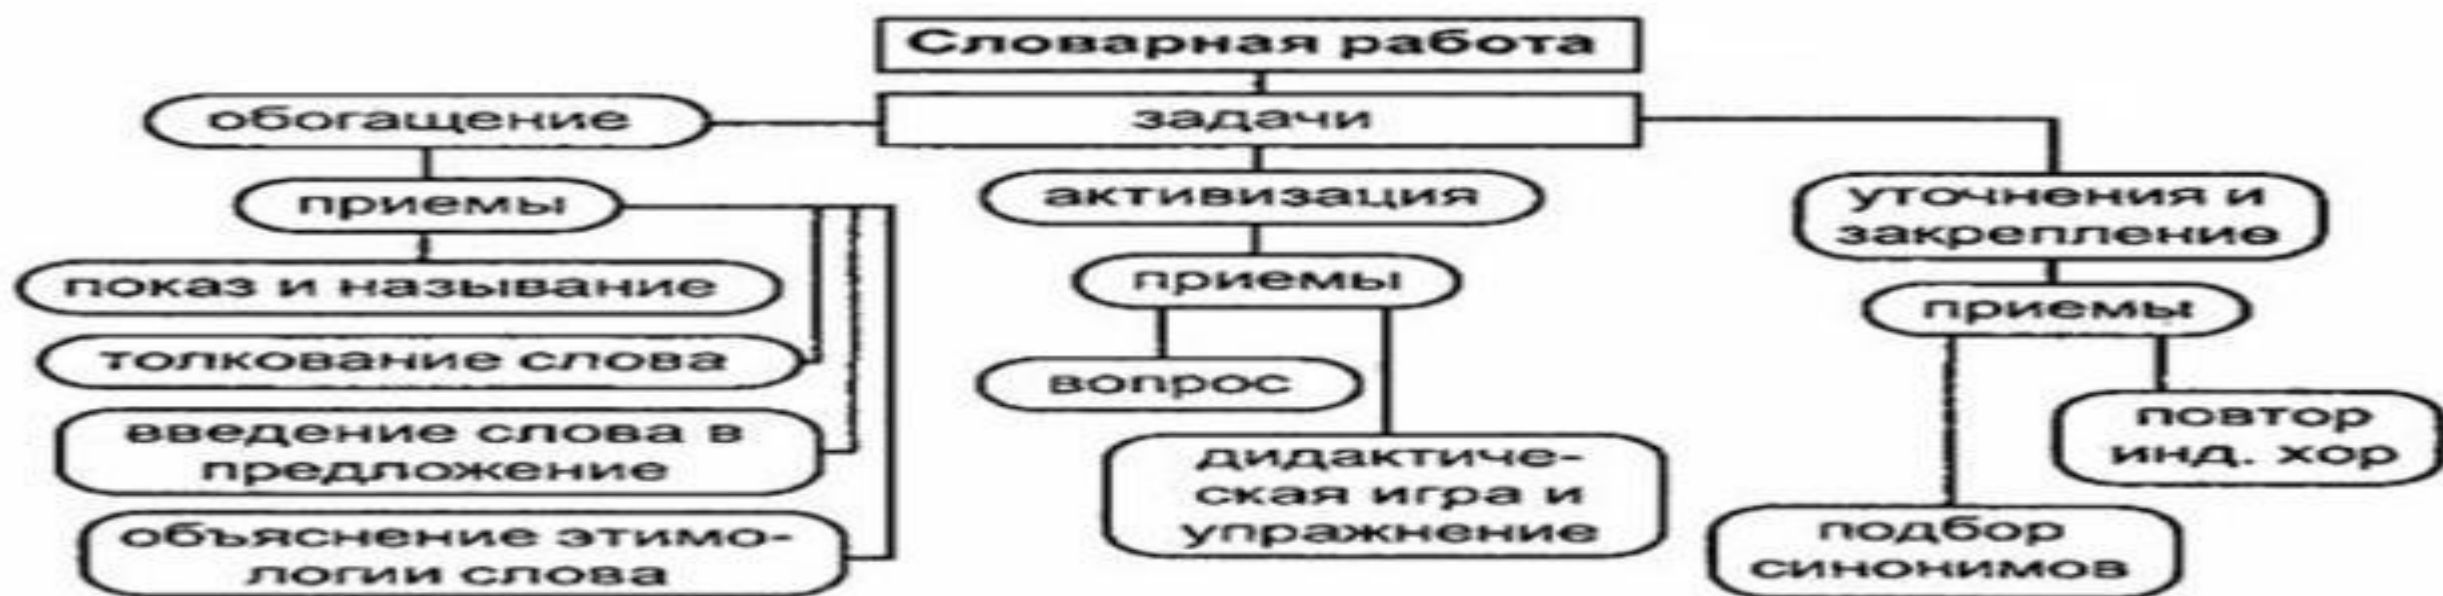 Словарная работа
задачи
обогащение
приемы
показ и называние
толкование слова
введение слова в
предложение
объяснение этимо-
логии слова
активизация
приемы
вопрос
дидактиче-
ская игра и
упражнение
уточнения и
закрепление
приемы
повтор
инд. хор
подбор
синонимов